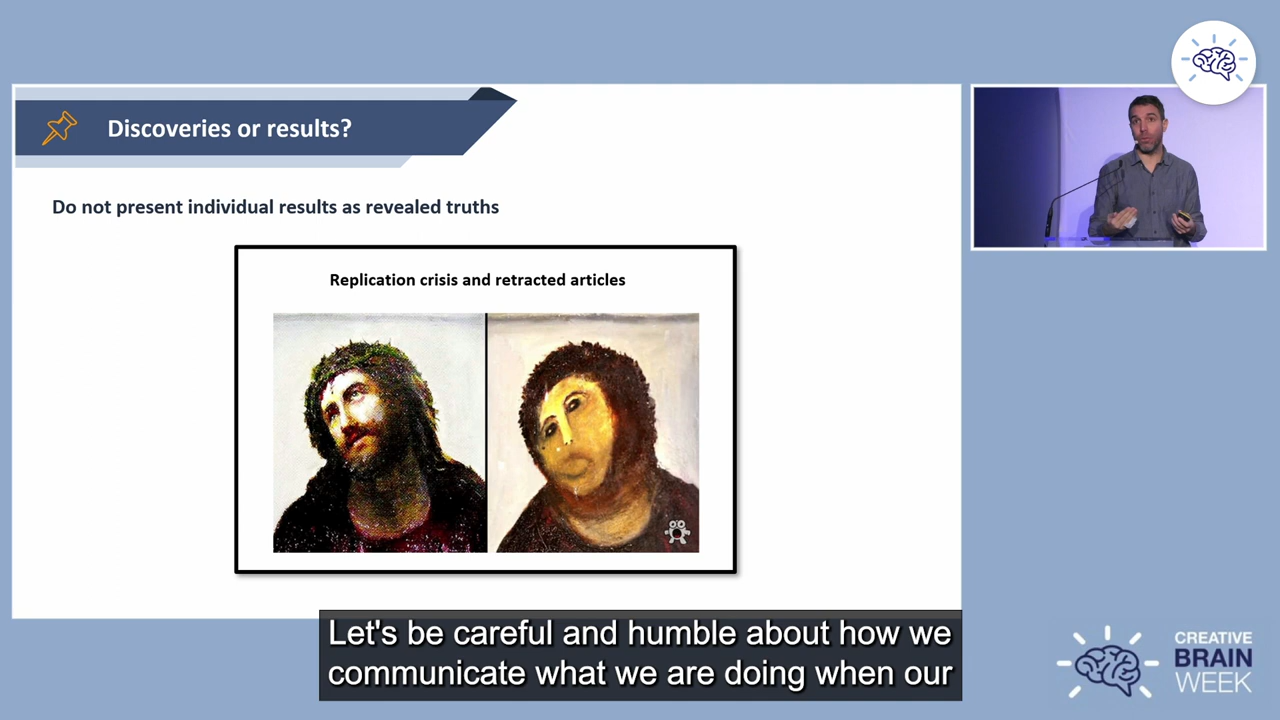 Discoveries or results?
Do not present individual results as revealed truths
Replication crisis and retracted articles
Let's be careful and humble about how we
communicate what we are doing when our
CREATIVE
BRAIN
WEEK